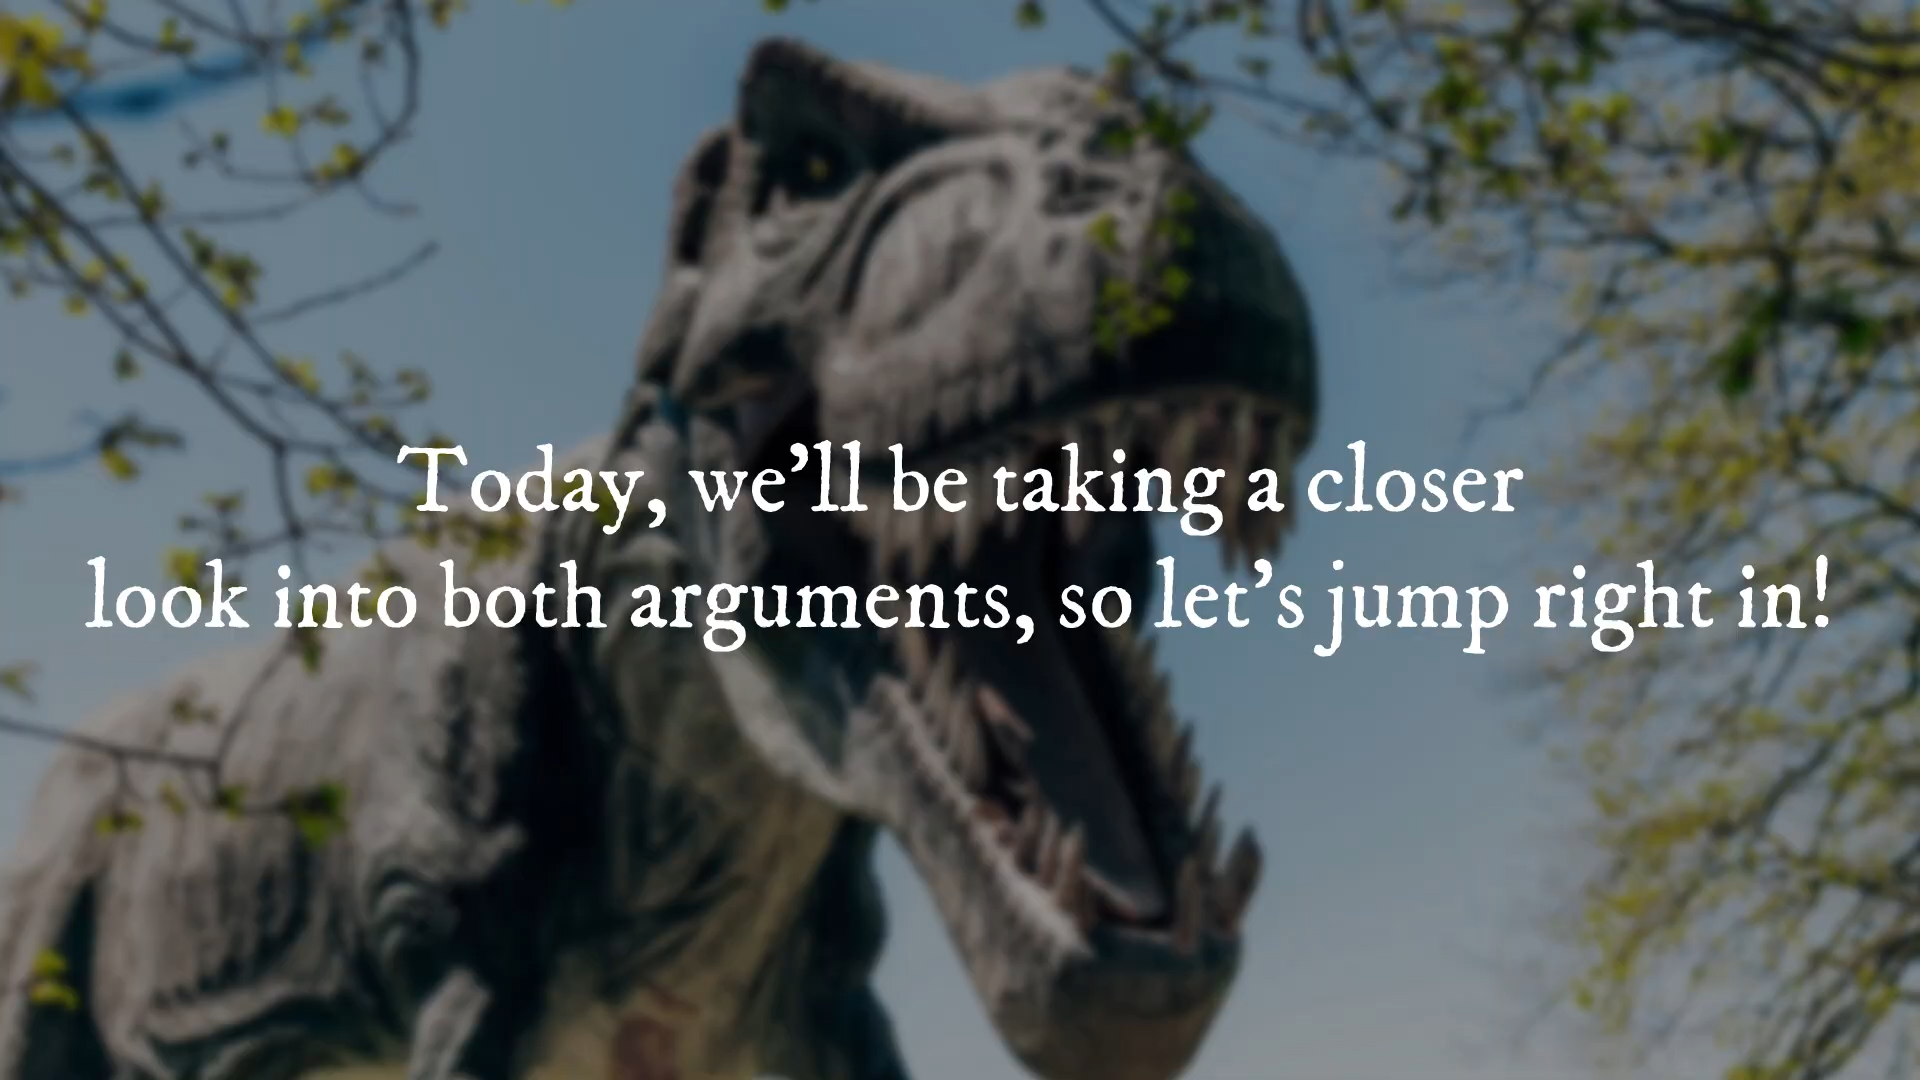 Today, we’ll be taking a closer
look into both arguments, so let’s jump right in!